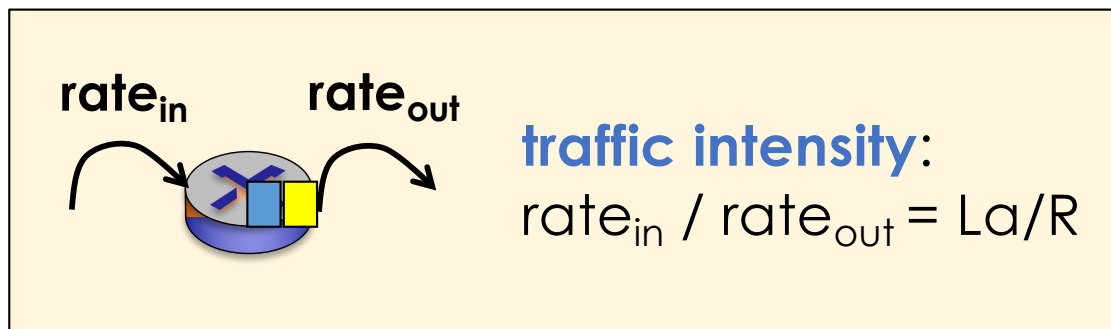 rate_in rate_out
traffic intensity:
rate_in / rate_out = La/R